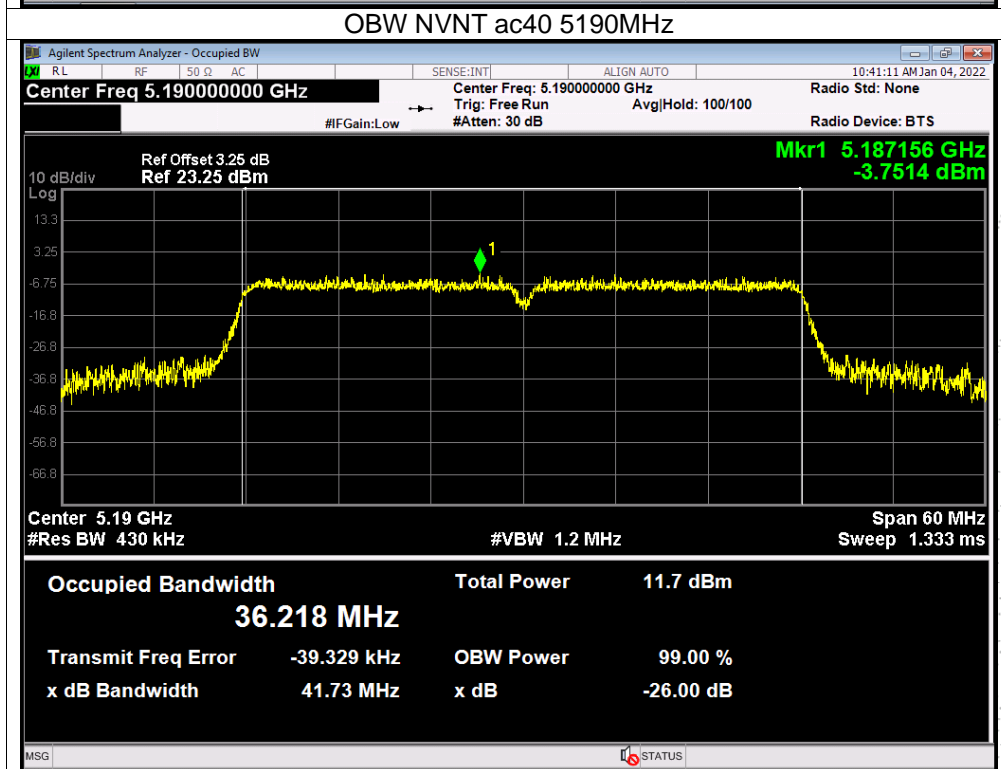 OBW NVNT ac40 5190MHz
Agilent Spectrum Analyzer - Occupied BW
LXI RL RF 50 Ω AC SENSE:INT ALIGN AUTO 10:41:11 AM Jan 04, 2022
Center Freq 5.190000000 GHz Center Freq: 5.190000000 GHz Radio Std: None
Trig: Free Run Avg|Hold: 100/100
#IFGain:Low #Atten: 30 dB Radio Device: BTS
Mkr1 5.187156 GHz
-3.7514 dBm
Ref Offset 3.25 dB
10 dB/div Ref 23.25 dBm
Log
13.3
3.25
1
-6.75
-16.8
-26.8
-36.8
-46.8
-56.8
-66.8
Center 5.19 GHz Span 60 MHz
#Res BW 430 kHz #VBW 1.2 MHz Sweep 1.333 ms
Occupied Bandwidth Total Power 11.7 dBm
36.218 MHz
Transmit Freq Error -39.329 kHz OBW Power 99.00 %
x dB Bandwidth 41.73 MHz x dB -26.00 dB
MSG STATUS